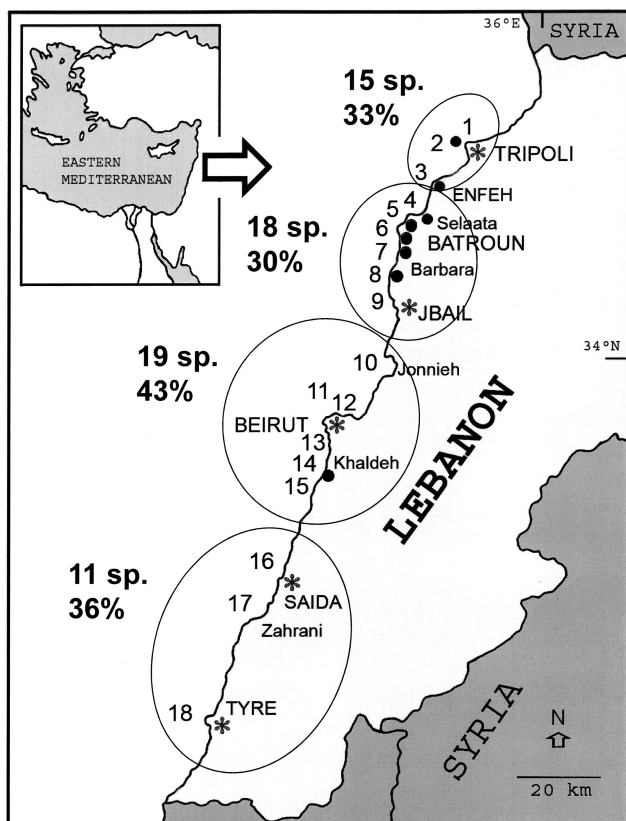 36°E
SYRIA
15 sp.
33%
1
2
TRIPOLI
EASTERN
MEDITERRANEAN
3
ENFEH
4
18 sp.
30%
5
Selaata
6
BATROUN
7
Barbara
8
9
JBAIL
34°N
19 sp.
43%
10
Jonnieh
11
12
BEIRUT
13
14
Khaldeh
15
LEBANON
11 sp.
36%
16
SAIDA
17
Zahrani
18
TYRE
SYRIA
N
20 km